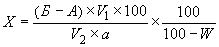 X = (Б − А) × V₁ × 100 / V₂ × a × 100 / 100 − W